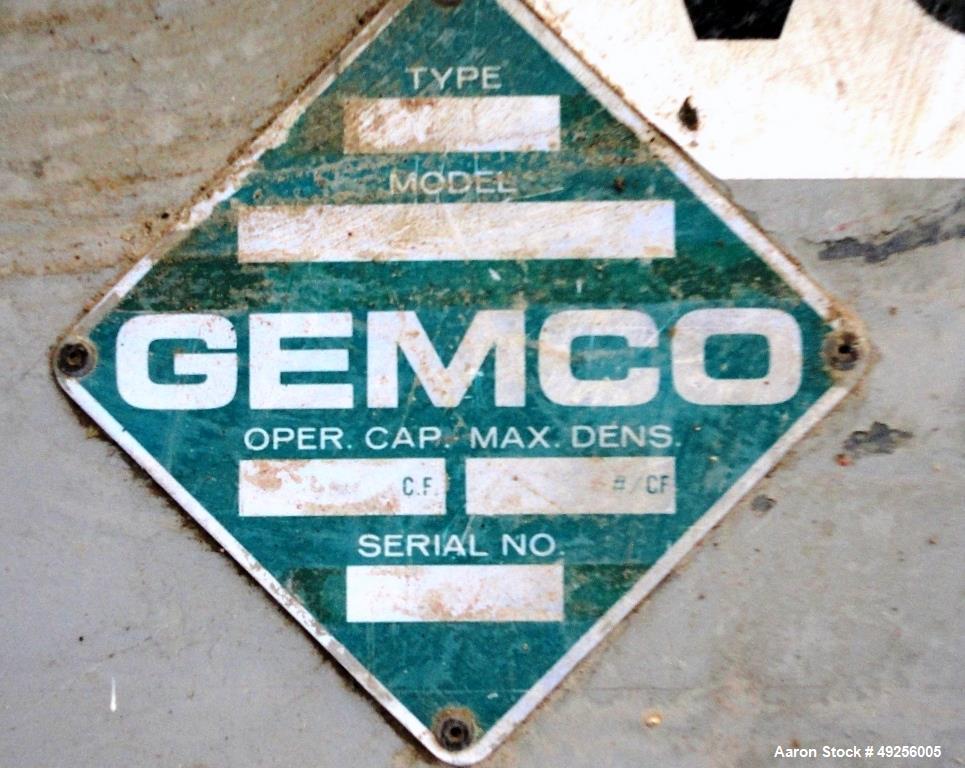 TYPE
MODEL
GEMCO
OPER. CAP. MAX. DENS.
C.F. #/CF
SERIAL NO.
Aaron Stock # 49256005